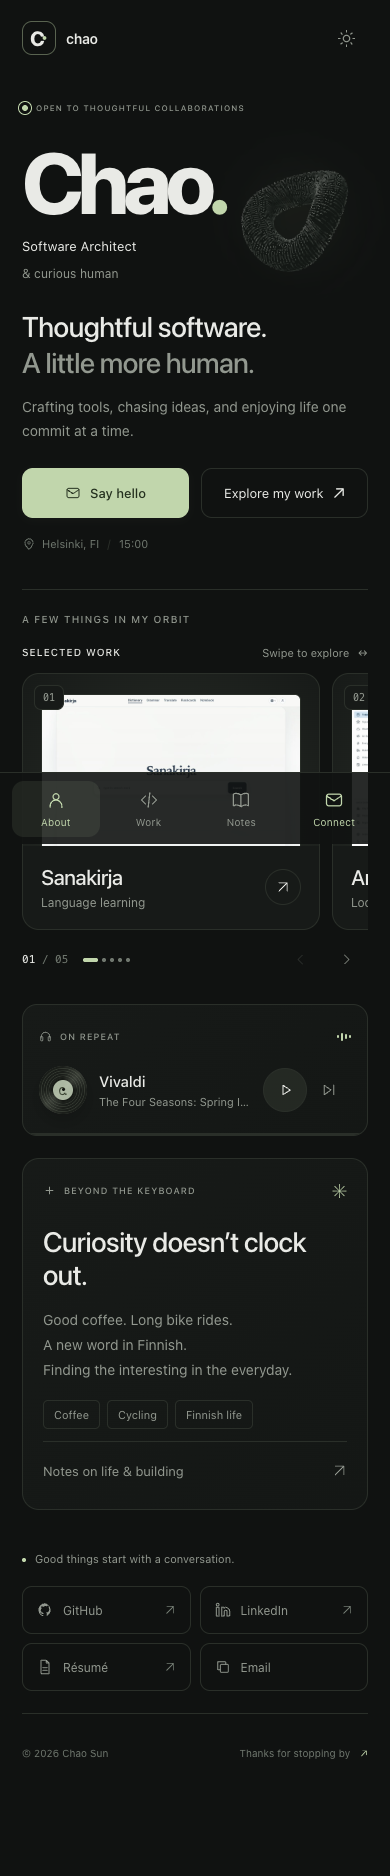 chao
OPEN TO THOUGHTFUL COLLABORATIONS
Chao.
Software Architect
& curious human
Thoughtful software.
A little more human.
Crafting tools, chasing ideas, and enjoying life one
commit at a time.
Say hello
Explore my work
Helsinki, FI / 15:00
A FEW THINGS IN MY ORBIT
SELECTED WORK
Swipe to explore
01
02
Sanakirja
About
Work
Notes
Connect
Sanakirja
Language learning
01 / 05
ON REPEAT
Vivaldi
The Four Seasons: Spring I...
BEYOND THE KEYBOARD
Curiosity doesn’t clock
out.
Good coffee. Long bike rides.
A new word in Finnish.
Finding the interesting in the everyday.
Coffee
Cycling
Finnish life
Notes on life & building
Good things start with a conversation.
GitHub
LinkedIn
Résumé
Email
© 2026 Chao Sun
Thanks for stopping by